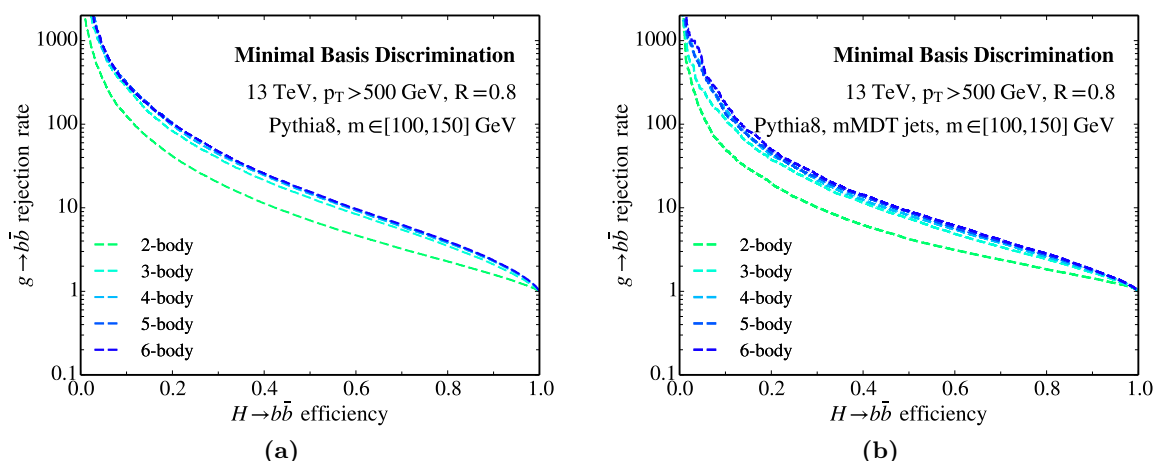 Minimal Basis Discrimination
13 TeV, p_T>500 GeV, R=0.8
Pythia8, m∈[100,150] GeV
g→bb̄ rejection rate
1000
100
10
1
0.1
2-body
3-body
4-body
5-body
6-body
0.0 0.2 0.4 0.6 0.8 1.0
H→bb̄ efficiency
(a)
Minimal Basis Discrimination
13 TeV, p_T>500 GeV, R=0.8
Pythia8, mMDT jets, m∈[100,150] GeV
g→bb̄ rejection rate
1000
100
10
1
0.1
2-body
3-body
4-body
5-body
6-body
0.0 0.2 0.4 0.6 0.8 1.0
H→bb̄ efficiency
(b)